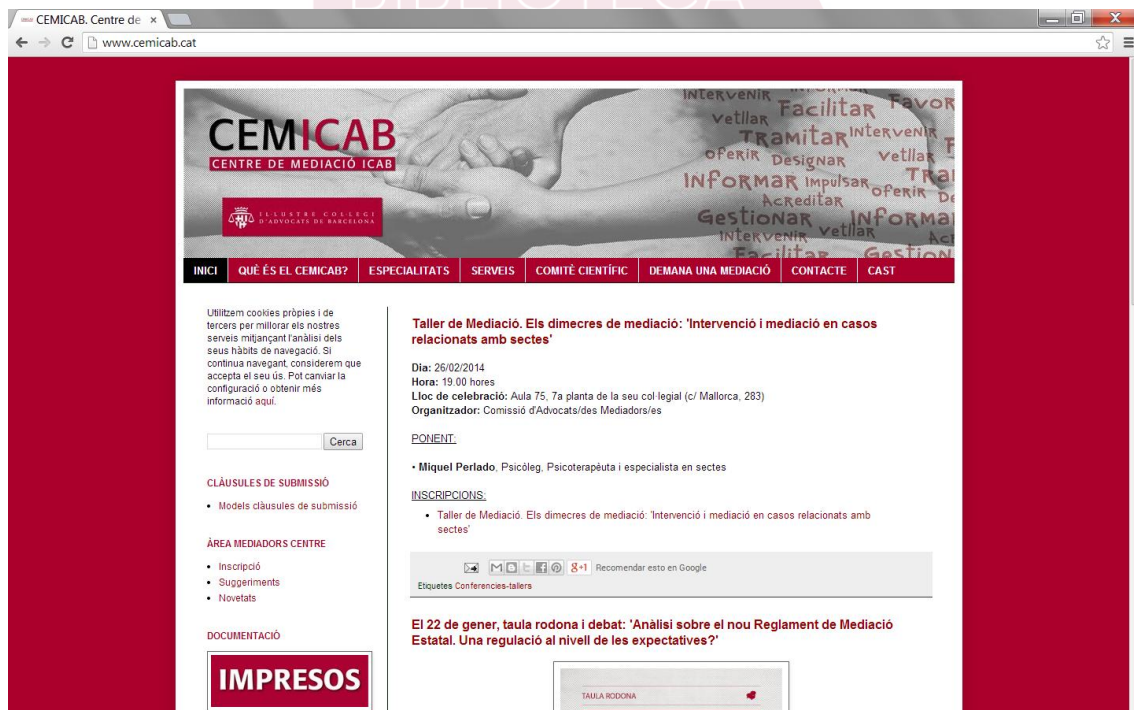 BIBLIOTECA
CEMICAB. Centre de
www.cemicab.cat
CEMICAB
CENTRE DE MEDIACIÓ ICAB
IL·LUSTRE COL·LEGI
D'ADVOCATS DE BARCELONA
Intervenir
Facilitar
Favor
vetllar
Tramitar
Intervenir
oferir
Designar
vetllar
Informar
Impulsar
oferir
Acreditar
Gestionar
Informa
Intervenir
vetllar
Facilitar
Gestion
INICI QUÈ ÉS EL CEMICAB? ESPECIALITATS SERVEIS COMITÈ CIENTÍFIC DEMANA UNA MEDIACIÓ CONTACTE CAST
Utilitzem cookies pròpies i de
tercers per millorar els nostres
serveis mitjançant l'anàlisi dels
seus hàbits de navegació. Si
continua navegant, considerem que
accepta el seu ús. Pot canviar la
configuració o obtenir més
informació aquí.
Cerca
CLÀUSULES DE SUBMISSIÓ
• Models clàusules de submissió
ÀREA MEDIADORS CENTRE
• Inscripció
• Suggeriments
• Novetats
DOCUMENTACIÓ
IMPRESOS
Taller de Mediació. Els dimecres de mediació: 'Intervenció i mediació en casos
relacionats amb sectes'
Dia: 26/02/2014
Hora: 19.00 hores
Lloc de celebració: Aula 75, 7a planta de la seu col·legial (c/ Mallorca, 283)
Organitzador: Comissió d'Advocats/des Mediadors/es
PONENT:
• Miquel Perlado, Psicòleg, Psicoterapèuta i especialista en sectes
INSCRIPCIONS:
• Taller de Mediació. Els dimecres de mediació: 'Intervenció i mediació en casos relacionats amb
sectes'
g+1 Recomendar esto en Google
Etiquetes Conferencies-tallers
El 22 de gener, taula rodona i debat: 'Anàlisi sobre el nou Reglament de Mediació
Estatal. Una regulació al nivell de les expectatives?'
TAULA RODONA